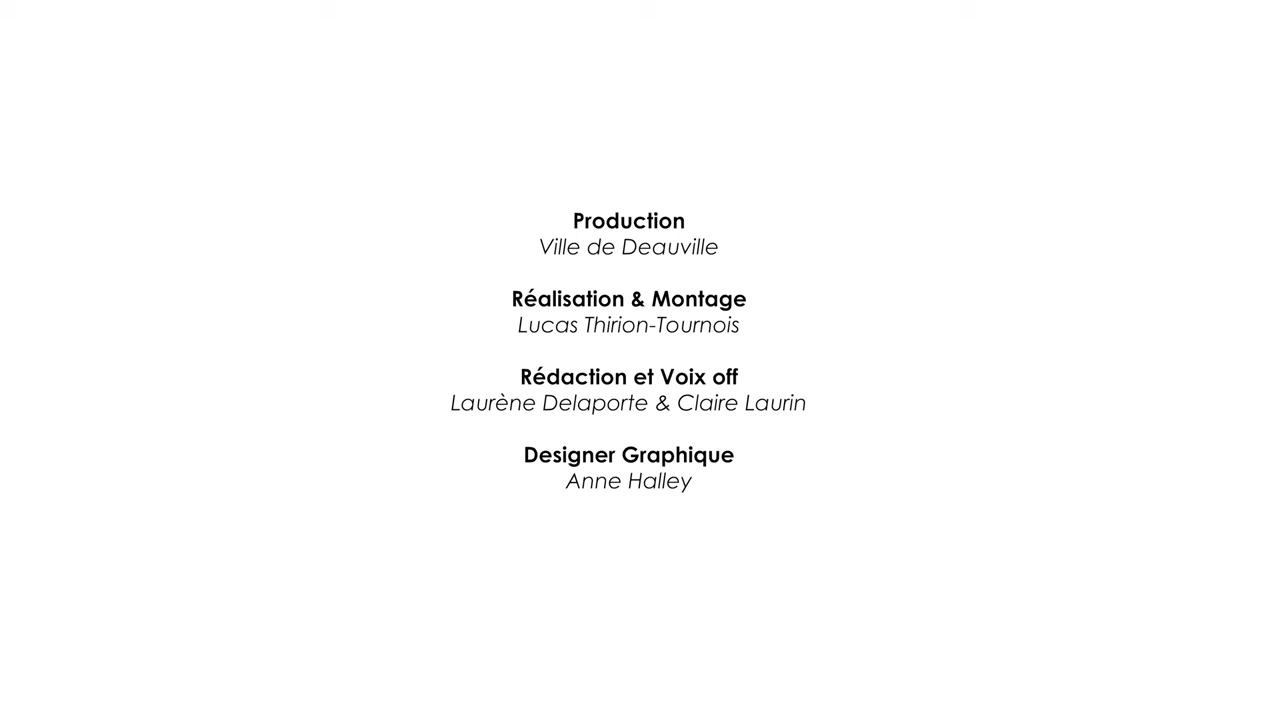 Production
Ville de Deauville
Réalisation & Montage
Lucas Thirion-Tournois
Rédaction et Voix off
Laurène Delaporte & Claire Laurin
Designer Graphique
Anne Halley